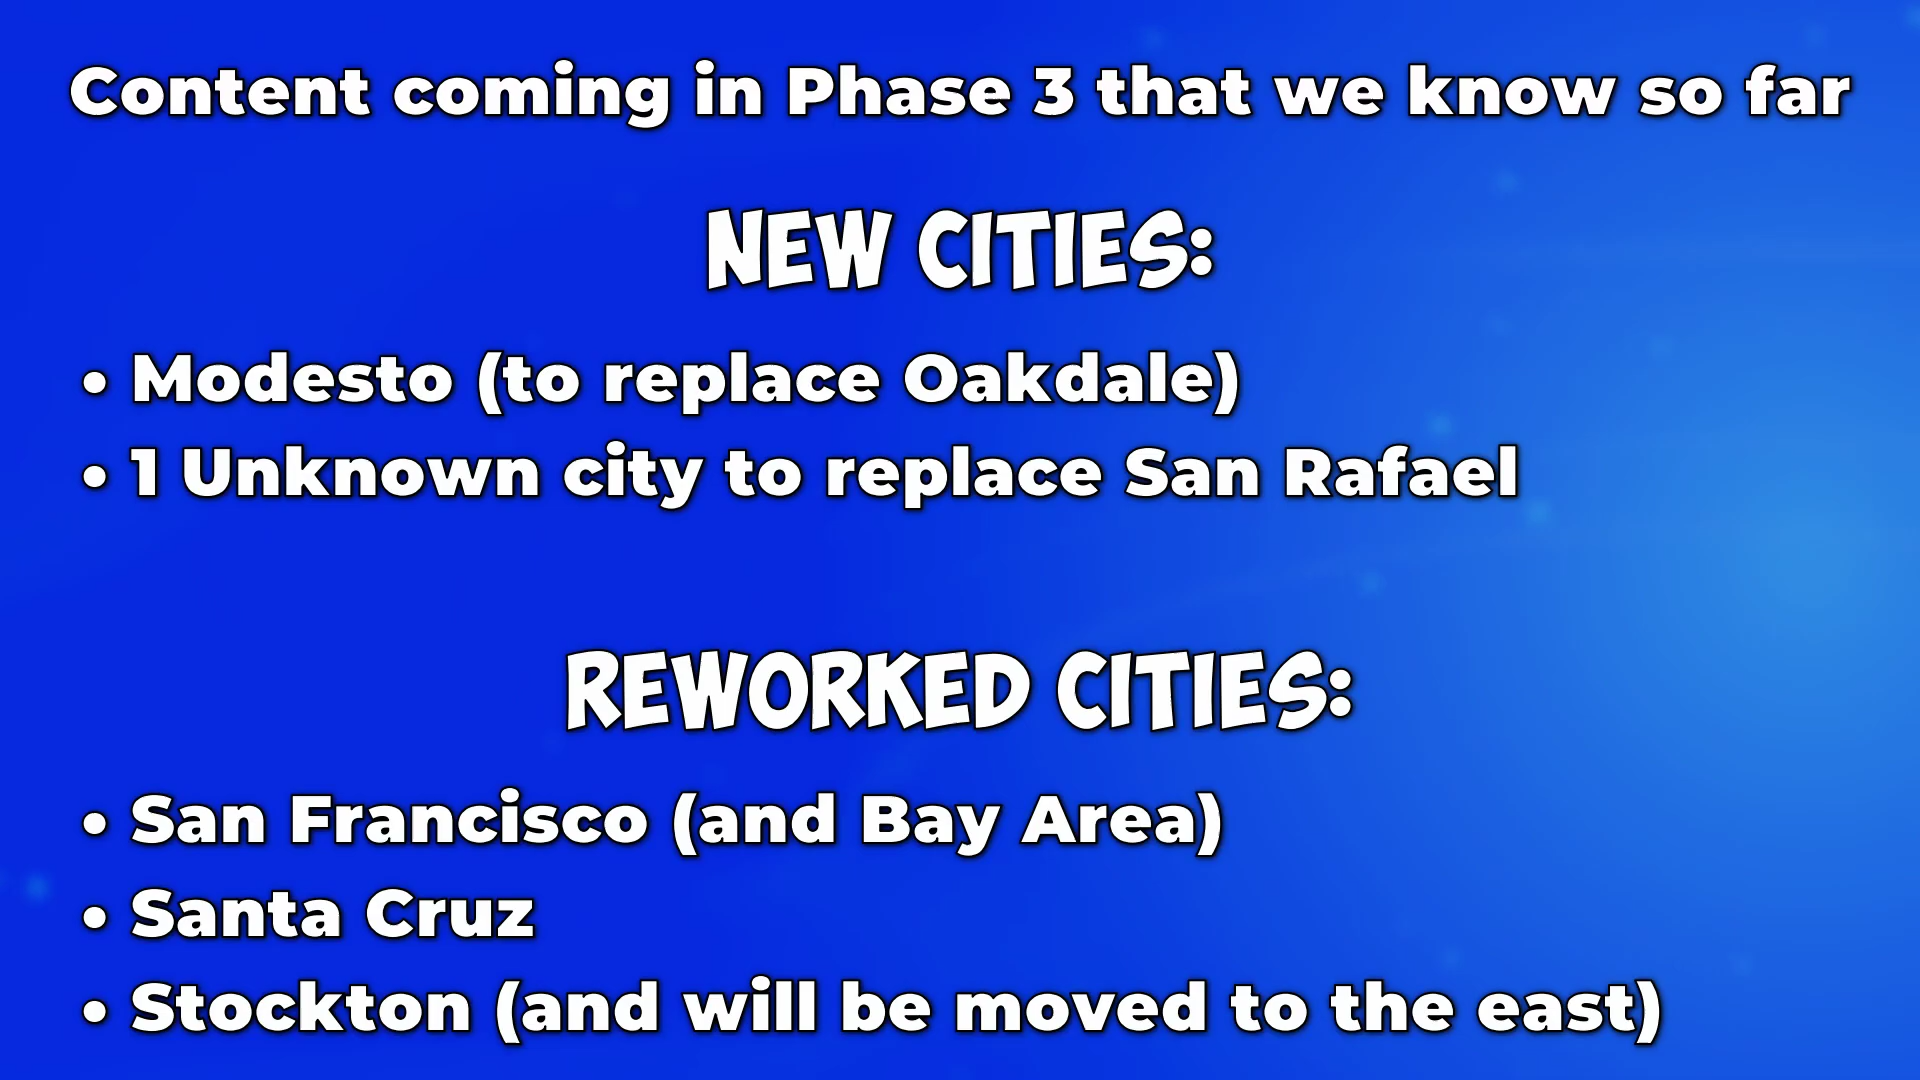 Content coming in Phase 3 that we know so far
NEW CITIES:
• Modesto (to replace Oakdale)
• 1 Unknown city to replace San Rafael
REWORKED CITIES:
• San Francisco (and Bay Area)
• Santa Cruz
• Stockton (and will be moved to the east)